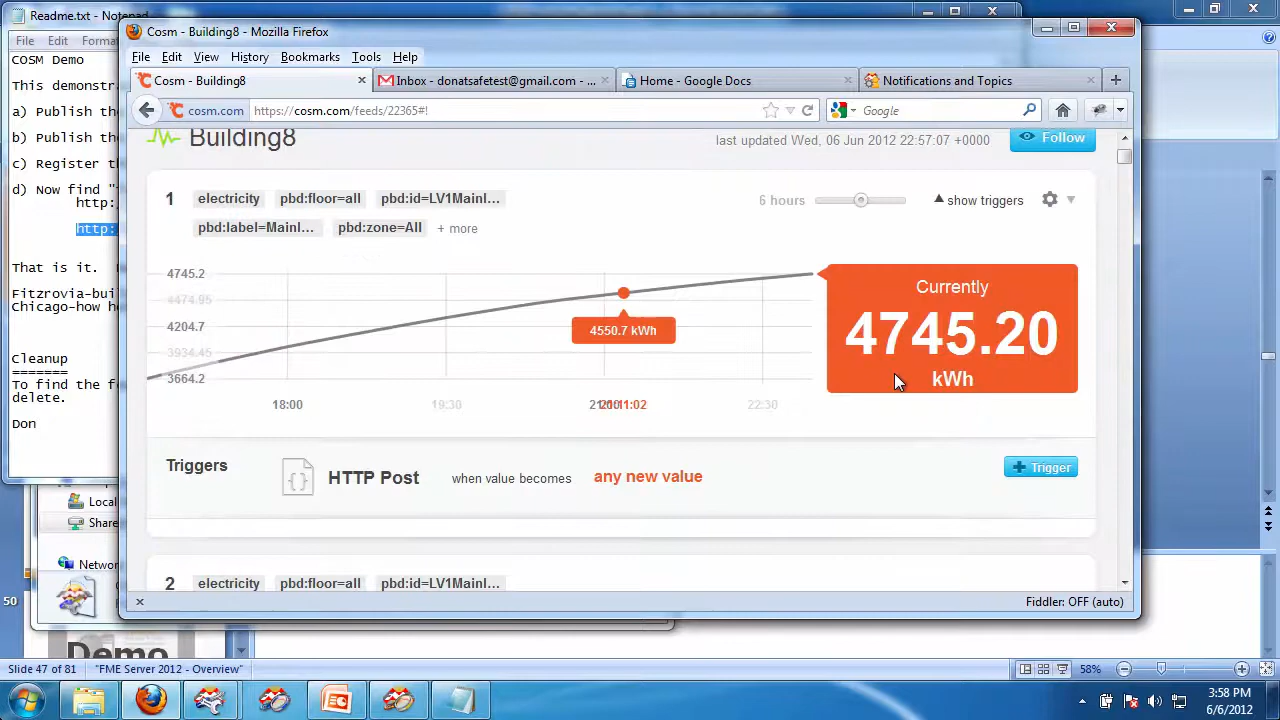 Readme.txt - Notepad
File Edit Forma
COSM Demo
This demonstr
a) Publish the
b) Publish the
c) Register th
d) Now find "
http:
http:
That is it.
Fitzrovia-bui
Chicago-how h
Cleanup
=======
To find the f
delete.
Don
Cosm - Building8 - Mozilla Firefox
File Edit View History Bookmarks Tools Help
Cosm - Building8
Inbox - donatsafetest@gmail.com - ...
Home - Google Docs
Notifications and Topics
cosm.com https://cosm.com/feeds/22365#!
Google
Building8
last updated Wed, 06 Jun 2012 22:57:07 +0000
Follow
1 electricity pbd:floor=all pbd:id=LV1MainI...
6 hours
show triggers
pbd:label=MainI... pbd:zone=All + more
4745.2
4474.95
4204.7
3934.45
3664.2
4550.7 kWh
Currently
4745.20
kWh
18:00 19:30 21:11:02 22:30
Triggers HTTP Post when value becomes any new value
Trigger
2 electricity pbd:floor=all pbd:id=LV1MainI...
Fiddler: OFF (auto)
Local
Share
Networ
50
Demo
Slide 47 of 81 "FME Server 2012 - Overview" 58%
3:58 PM
6/6/2012